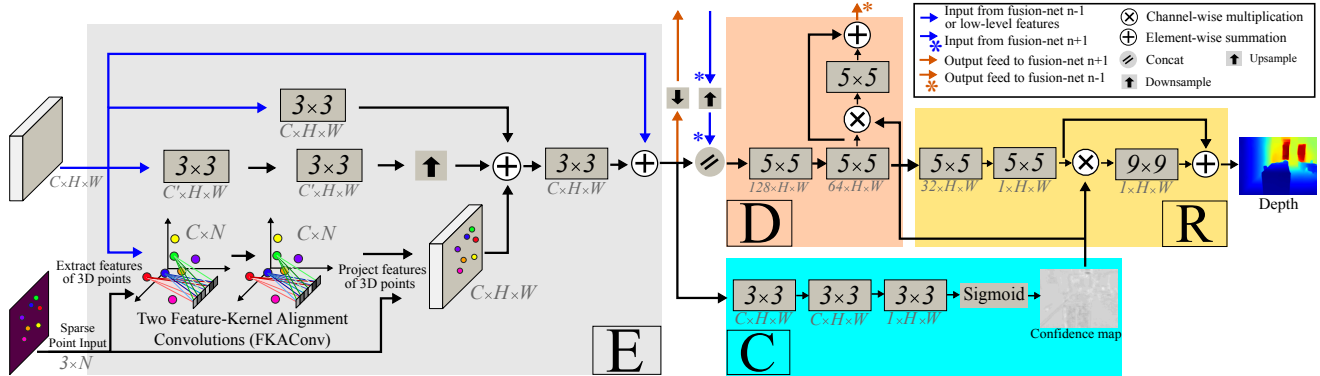 Input from fusion-net n-1
or low-level features
* Input from fusion-net n+1
Output feed to fusion-net n+1
* Output feed to fusion-net n-1
Channel-wise multiplication
Element-wise summation
Concat
Upsample
Downsample
C×H×W
3×3
C×H×W
3×3
C'×H×W
3×3
C'×H×W
3×3
C×H×W
Extract features
of 3D points
C×N
C×N
Project features
of 3D points
C×H×W
Two Feature-Kernel Alignment
Convolutions (FKAConv)
Sparse
Point Input
3×N
E
*
*
*
5×5
5×5
128×H×W
5×5
64×H×W
D
5×5
32×H×W
5×5
1×H×W
9×9
1×H×W
R
Depth
3×3
C×H×W
3×3
C×H×W
3×3
1×H×W
Sigmoid
Confidence map
C